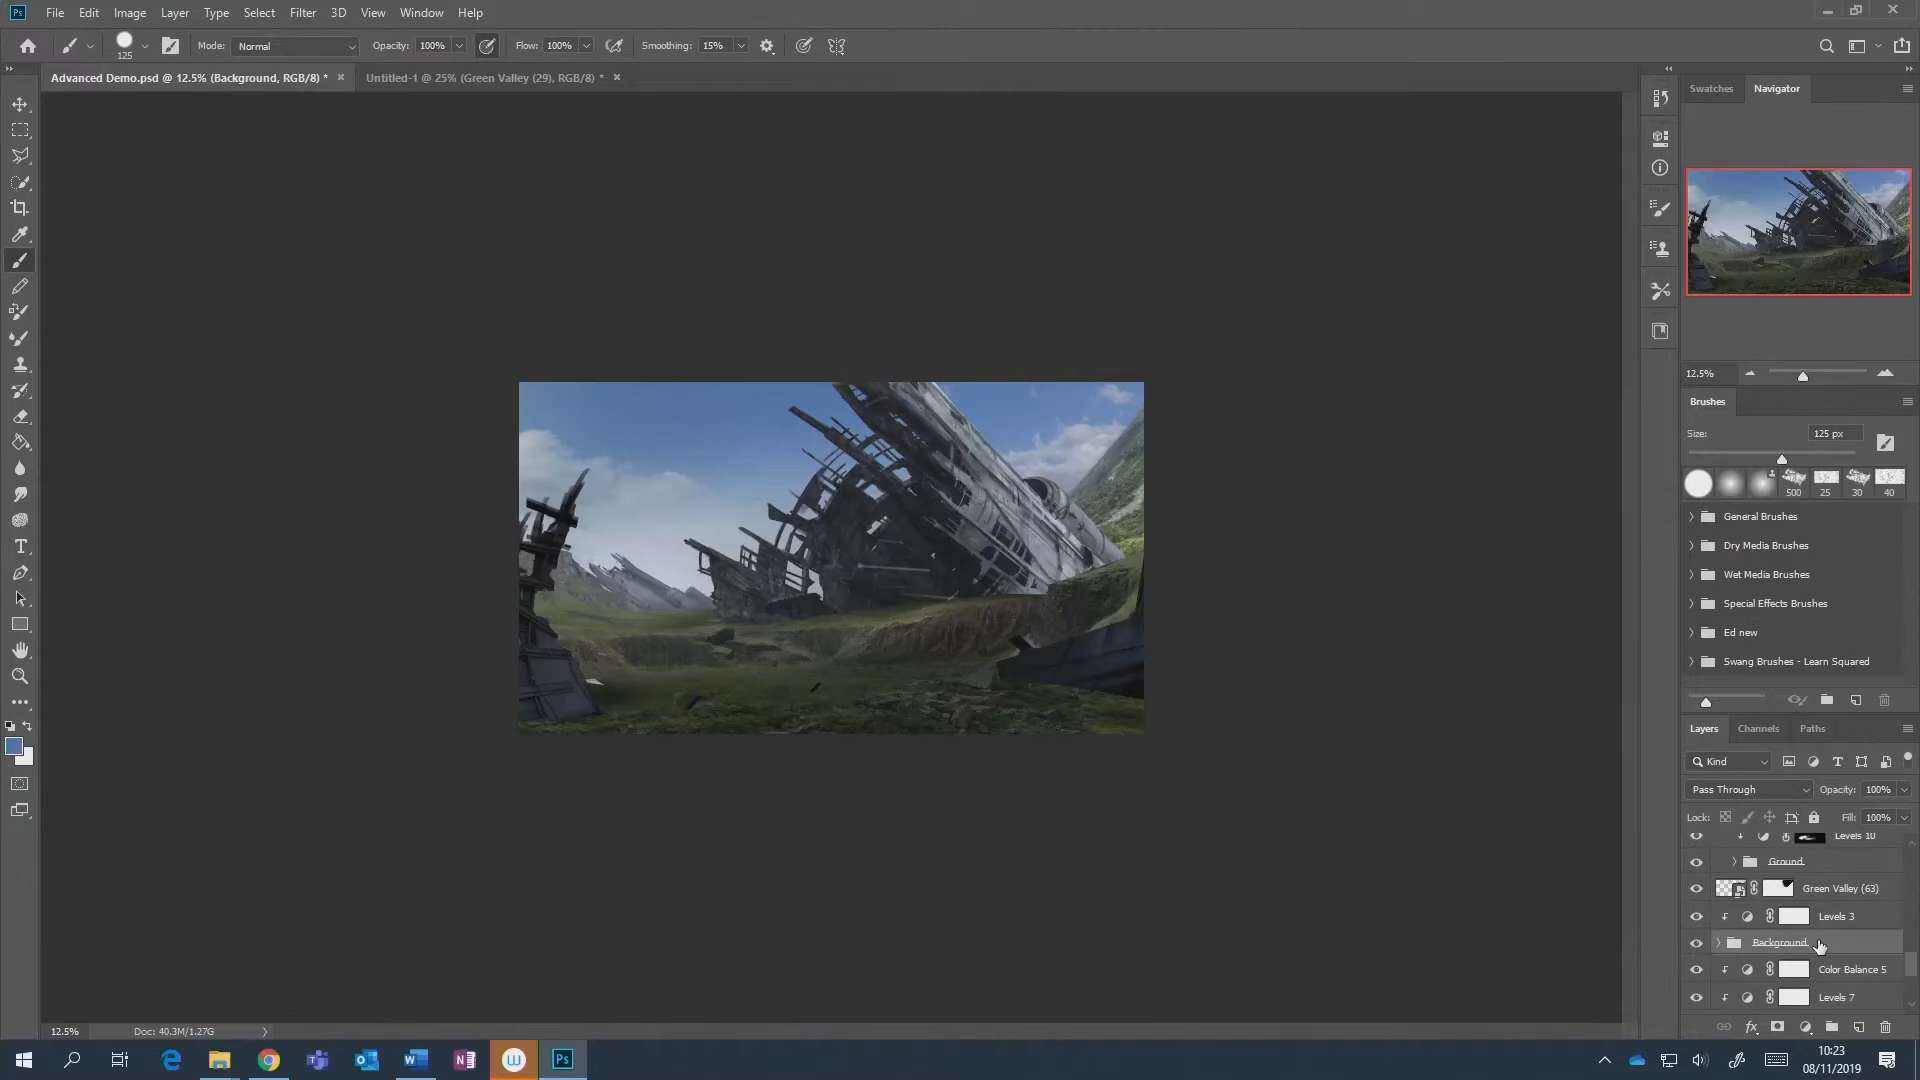 Ps File Edit Image Layer Type Select Filter 3D View Window Help
125 Mode: Normal Opacity: 100% Flow: 100% Smoothing: 15%
Advanced Demo.psd @ 12.5% (Background, RGB/8) * Untitled-1 @ 25% (Green Valley (29), RGB/8) *
Swatches Navigator
12.5%
Brushes
Size: 125 px
500 25 30 40
General Brushes
Dry Media Brushes
Wet Media Brushes
Special Effects Brushes
Ed new
Swang Brushes - Learn Squared
Layers Channels Paths
Kind
Pass Through Opacity: 100%
Lock: Fill: 100%
Levels 10
Ground
Green Valley (63)
Levels 3
Background
Color Balance 5
Levels 7
12.5% Doc: 40.3M/1.27G
Ps
10:23
08/11/2019